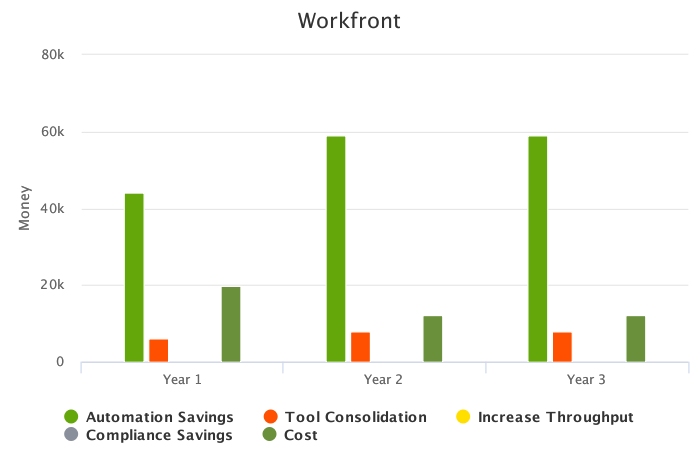 Workfront
80k
60k
40k
20k
0
Money
Year 1 Year 2 Year 3
Automation Savings Tool Consolidation Increase Throughput
Compliance Savings Cost